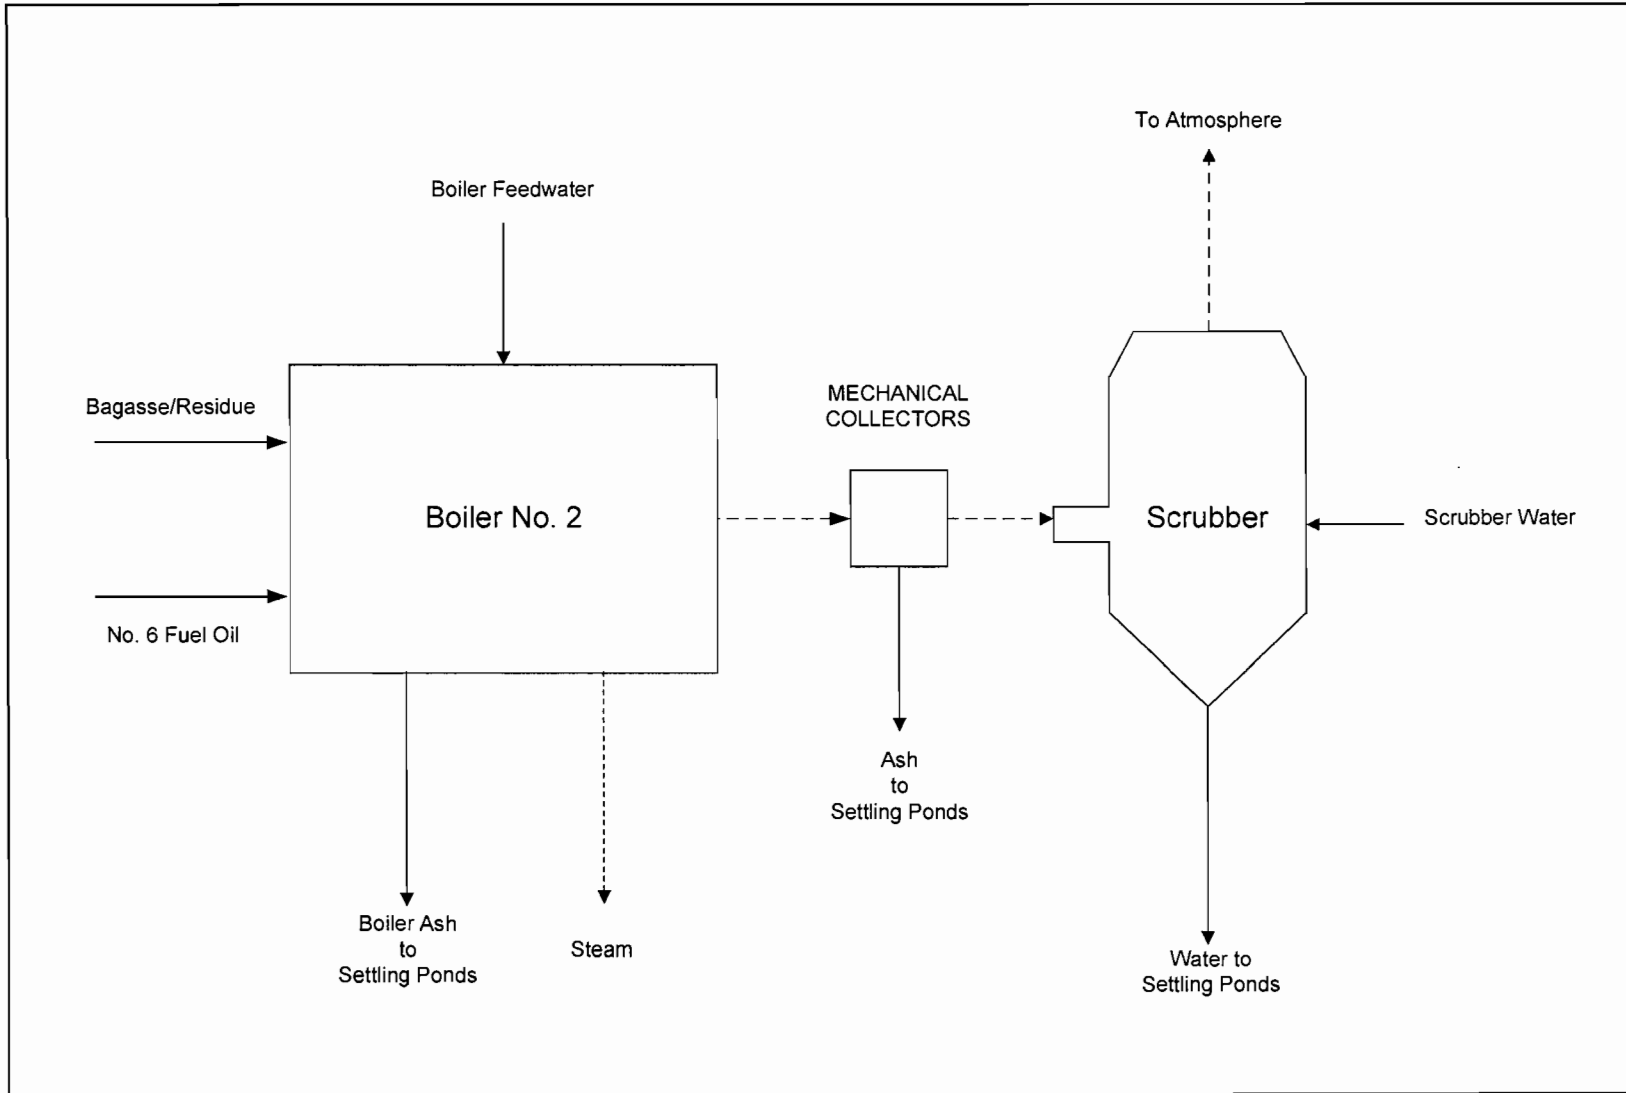 To Atmosphere
Boiler Feedwater
Bagasse/Residue
MECHANICAL
COLLECTORS
Boiler No. 2
Scrubber
Scrubber Water
No. 6 Fuel Oil
Ash
to
Settling Ponds
Boiler Ash
to
Settling Ponds
Steam
Water to
Settling Ponds